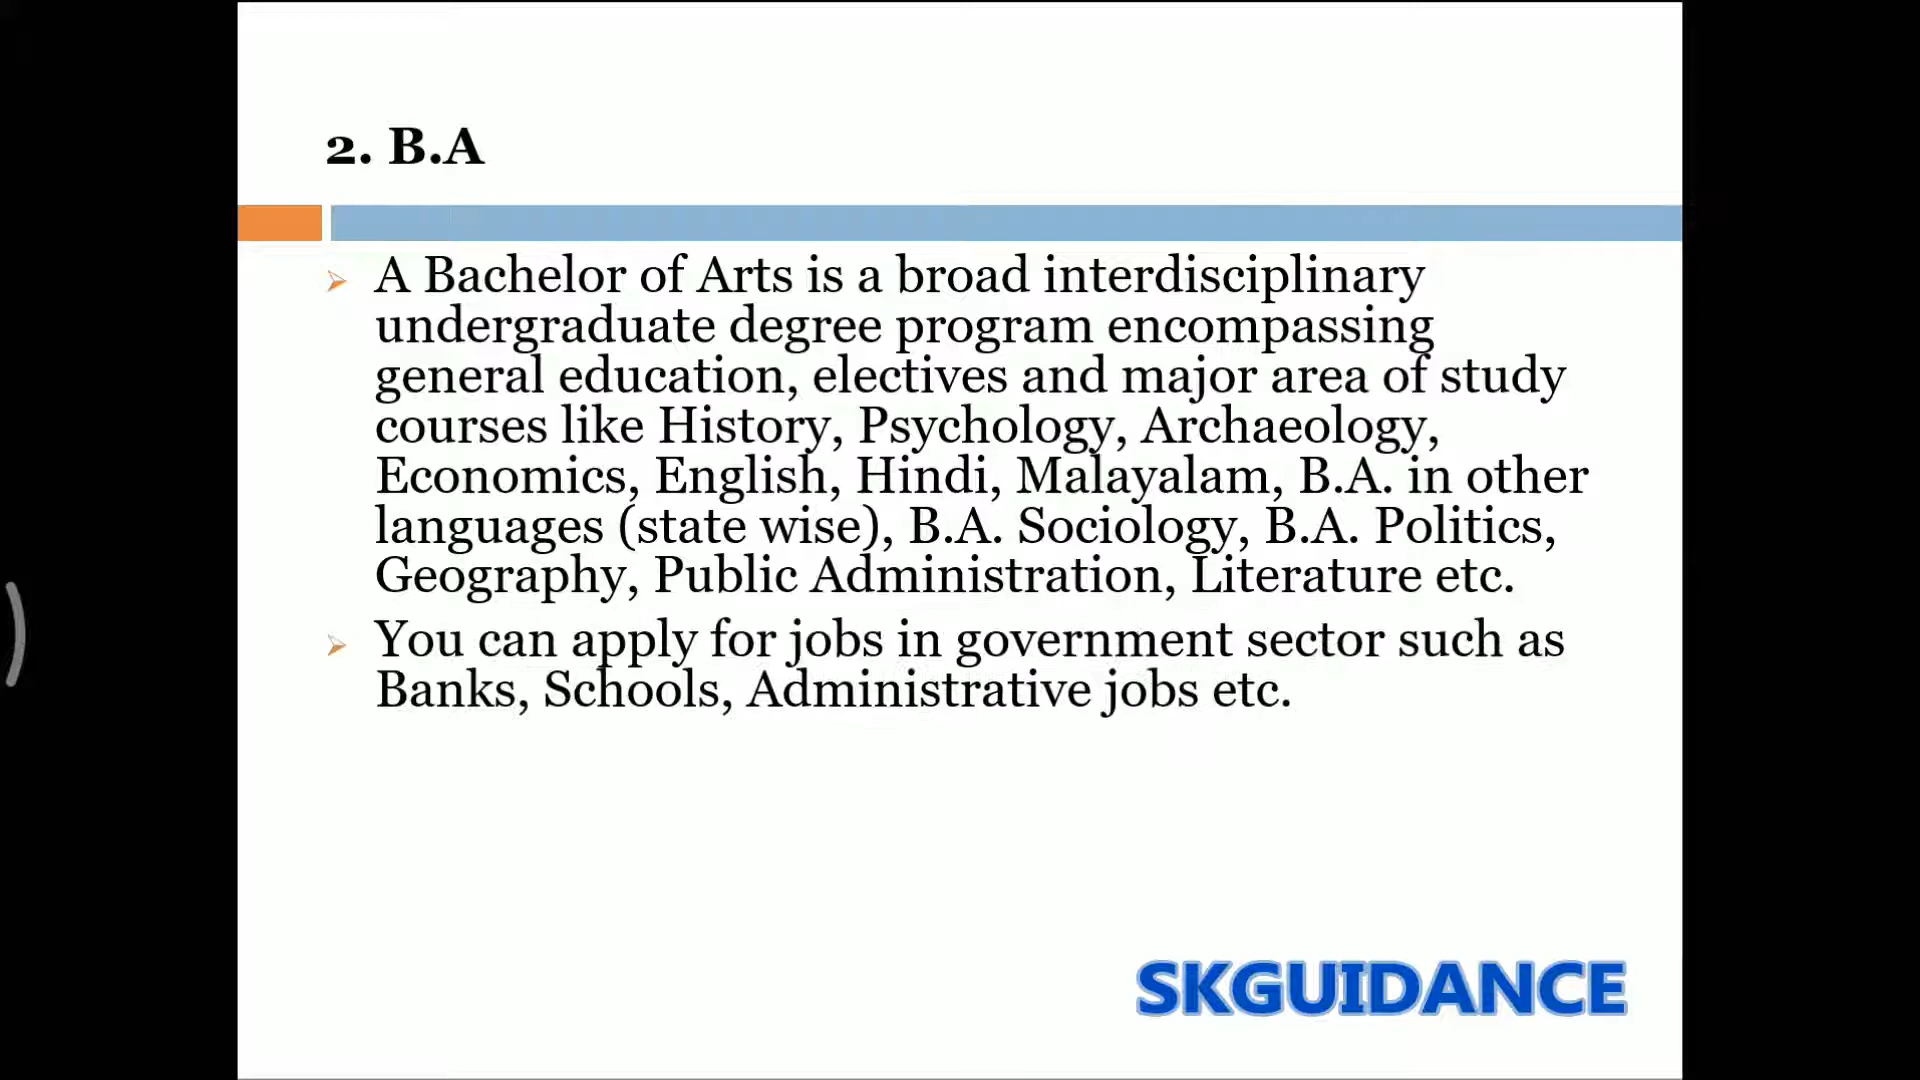 2. B.A
A Bachelor of Arts is a broad interdisciplinary
undergraduate degree program encompassing
general education, electives and major area of study
courses like History, Psychology, Archaeology,
Economics, English, Hindi, Malayalam, B.A. in other
languages (state wise), B.A. Sociology, B.A. Politics,
Geography, Public Administration, Literature etc.
You can apply for jobs in government sector such as
Banks, Schools, Administrative jobs etc.
SKGUIDANCE